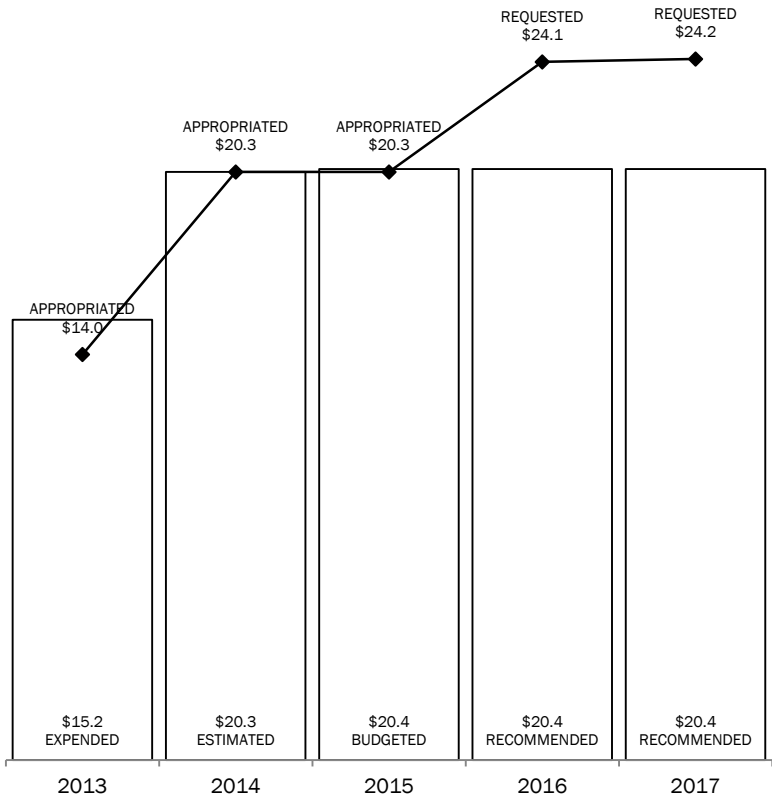 REQUESTED
$24.1
REQUESTED
$24.2
APPROPRIATED
$20.3
APPROPRIATED
$20.3
APPROPRIATED
$14.0
$15.2
EXPENDED
$20.3
ESTIMATED
$20.4
BUDGETED
$20.4
RECOMMENDED
$20.4
RECOMMENDED
2013
2014
2015
2016
2017